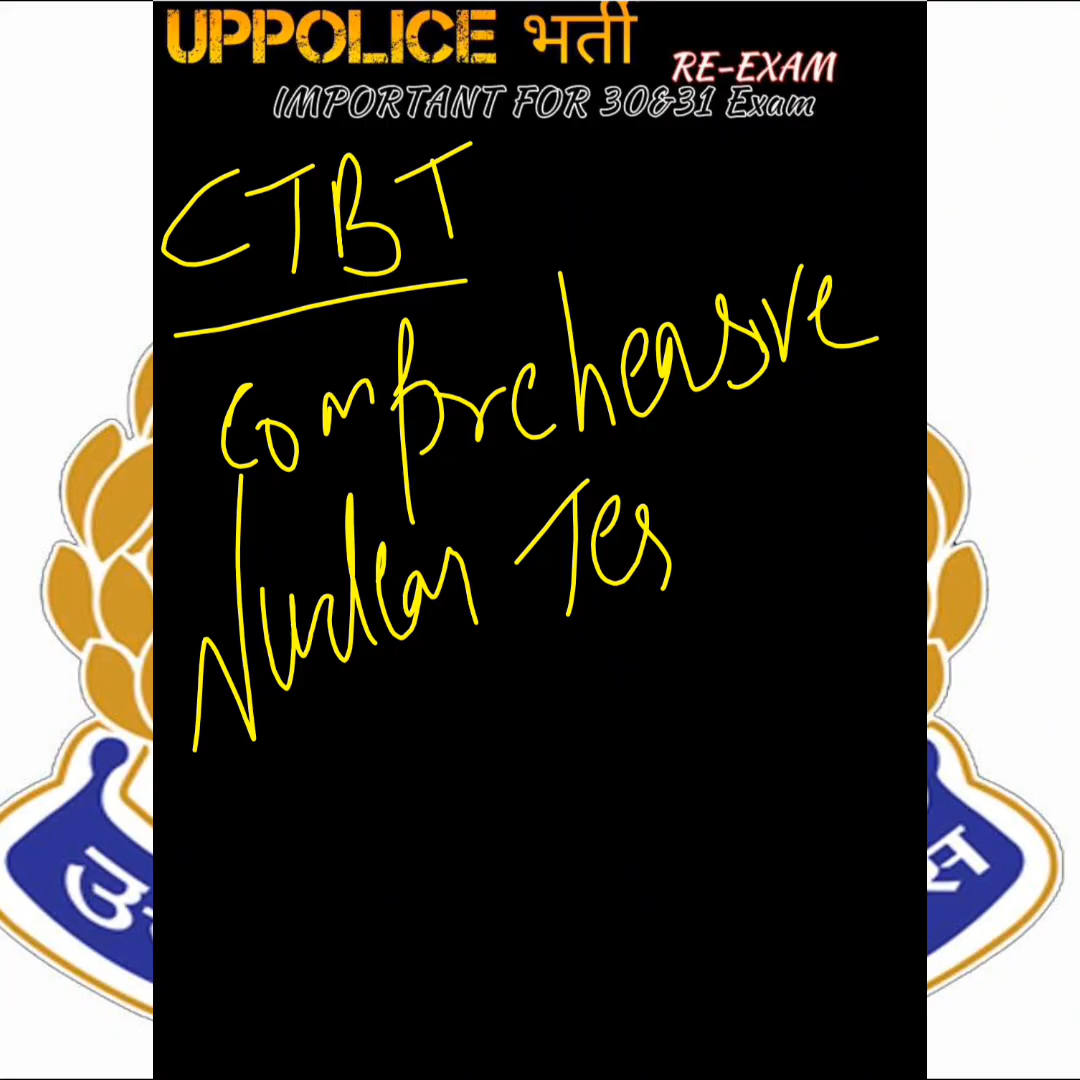 UPPOLICE भर्ती
RE-EXAM
IMPORTANT FOR 30&31 Exam
CTBT
Comprehensive
Nuclear Tes